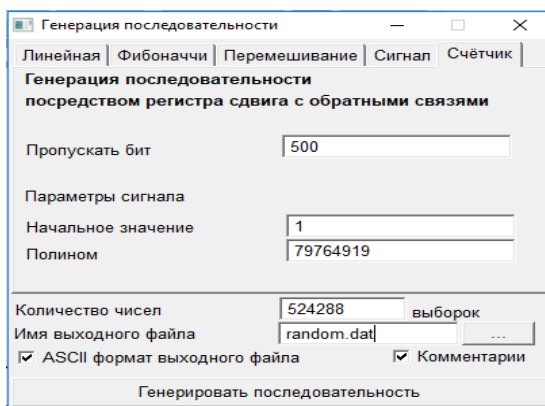 Генерация последовательности
Линейная Фибоначчи Перемешивание Сигнал Счётчик
Генерация последовательности
посредством регистра сдвига с обратными связями
Пропускать бит 500
Параметры сигнала
Начальное значение 1
Полином 79764919
Количество чисел 524288 выборок
Имя выходного файла random.dat ...
ASCII формат выходного файла Комментарии
Генерировать последовательность